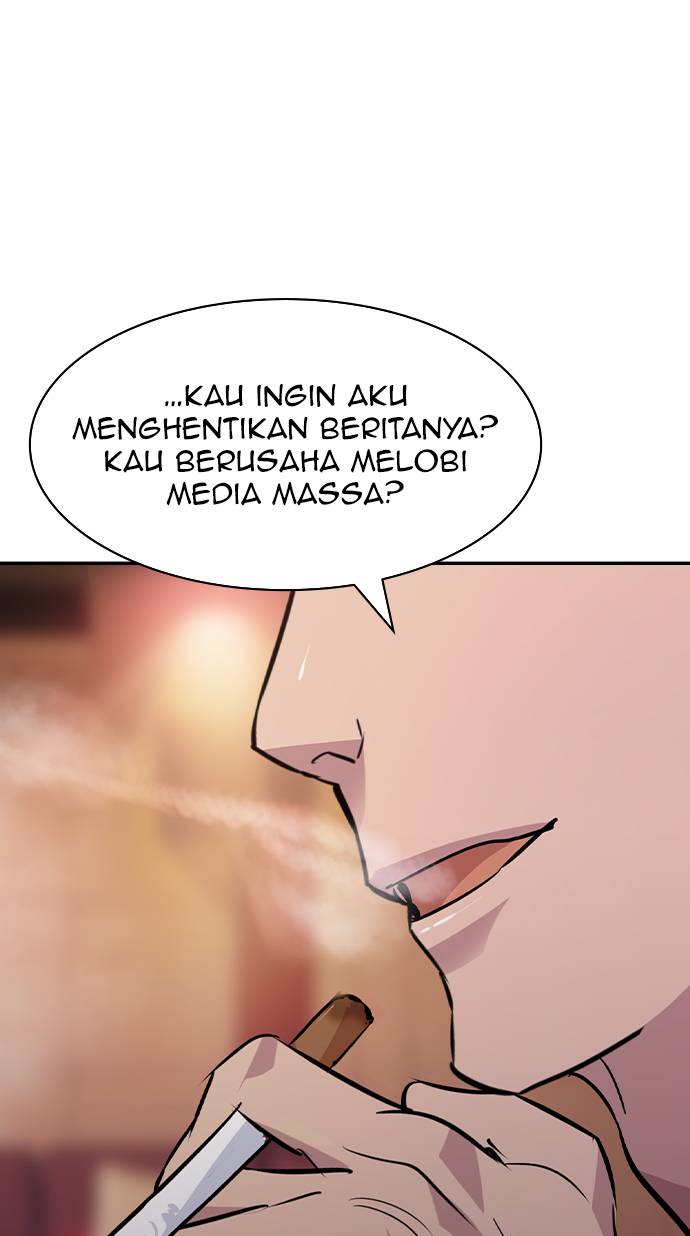 ...KAU INGIN AKU
MENGHENTIKAN BERITANYA?
KAU BERUSAHA MELOBI
MEDIA MASSA?